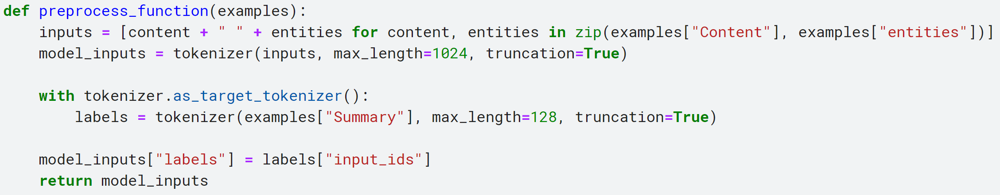 def preprocess_function(examples):
    inputs = [content + " " + entities for content, entities in zip(examples["Content"], examples["entities"])]
    model_inputs = tokenizer(inputs, max_length=1024, truncation=True)

    with tokenizer.as_target_tokenizer():
        labels = tokenizer(examples["Summary"], max_length=128, truncation=True)

    model_inputs["labels"] = labels["input_ids"]
    return model_inputs